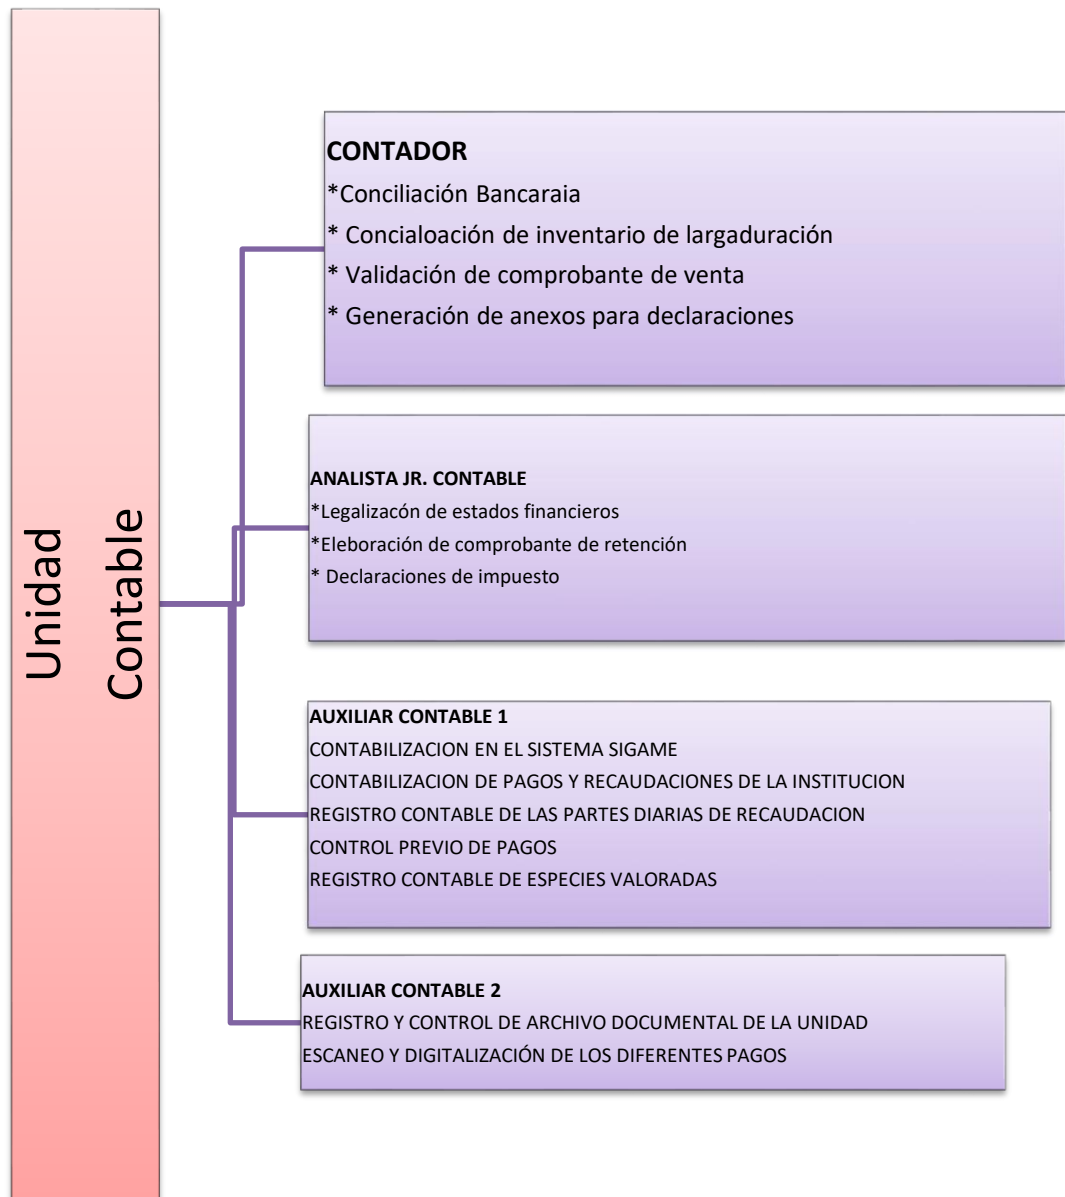 Unidad
Contable
CONTADOR
*Conciliación Bancaraia
* Concialoación de inventario de largaduración
* Validación de comprobante de venta
* Generación de anexos para declaraciones
ANALISTA JR. CONTABLE
*Legalizacón de estados financieros
*Eleboración de comprobante de retención
* Declaraciones de impuesto
AUXILIAR CONTABLE 1
CONTABILIZACION EN EL SISTEMA SIGAME
CONTABILIZACION DE PAGOS Y RECAUDACIONES DE LA INSTITUCION
REGISTRO CONTABLE DE LAS PARTES DIARIAS DE RECAUDACION
CONTROL PREVIO DE PAGOS
REGISTRO CONTABLE DE ESPECIES VALORADAS
AUXILIAR CONTABLE 2
REGISTRO Y CONTROL DE ARCHIVO DOCUMENTAL DE LA UNIDAD
ESCANEO Y DIGITALIZACIÓN DE LOS DIFERENTES PAGOS